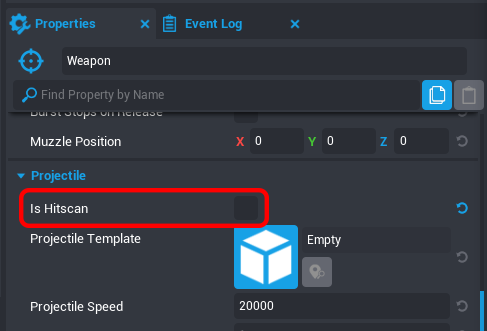 Properties
Event Log
Weapon
Find Property by Name
Burst Stops on Release
Muzzle Position X 0 Y 0 Z 0
Projectile
Is Hitscan
Projectile Template Empty
Projectile Speed 20000